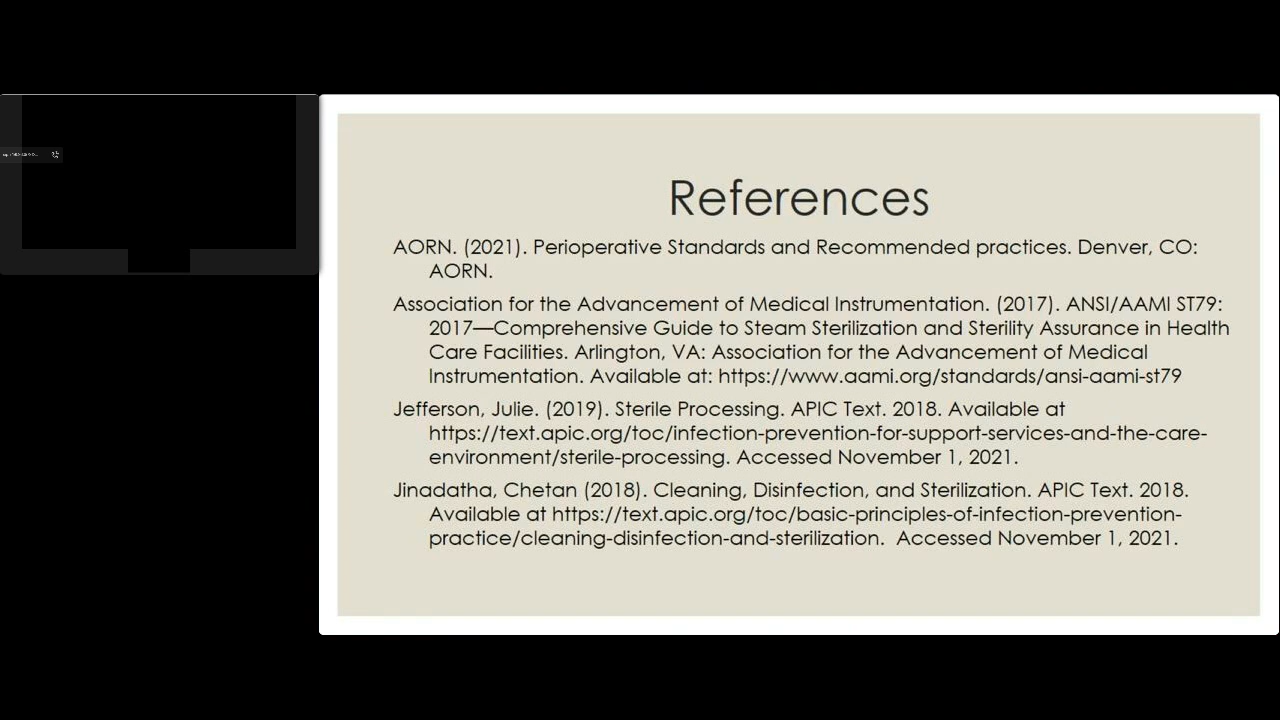 References
AORN. (2021). Perioperative Standards and Recommended practices. Denver, CO:
AORN.
Association for the Advancement of Medical Instrumentation. (2017). ANSI/AAMI ST79:
2017—Comprehensive Guide to Steam Sterilization and Sterility Assurance in Health
Care Facilities. Arlington, VA: Association for the Advancement of Medical
Instrumentation. Available at: https://www.aami.org/standards/ansi-aami-st79
Jefferson, Julie. (2019). Sterile Processing. APIC Text. 2018. Available at
https://text.apic.org/toc/infection-prevention-for-support-services-and-the-care-
environment/sterile-processing. Accessed November 1, 2021.
Jinadatha, Chetan (2018). Cleaning, Disinfection, and Sterilization. APIC Text. 2018.
Available at https://text.apic.org/toc/basic-principles-of-infection-prevention-
practice/cleaning-disinfection-and-sterilization.  Accessed November 1, 2021.